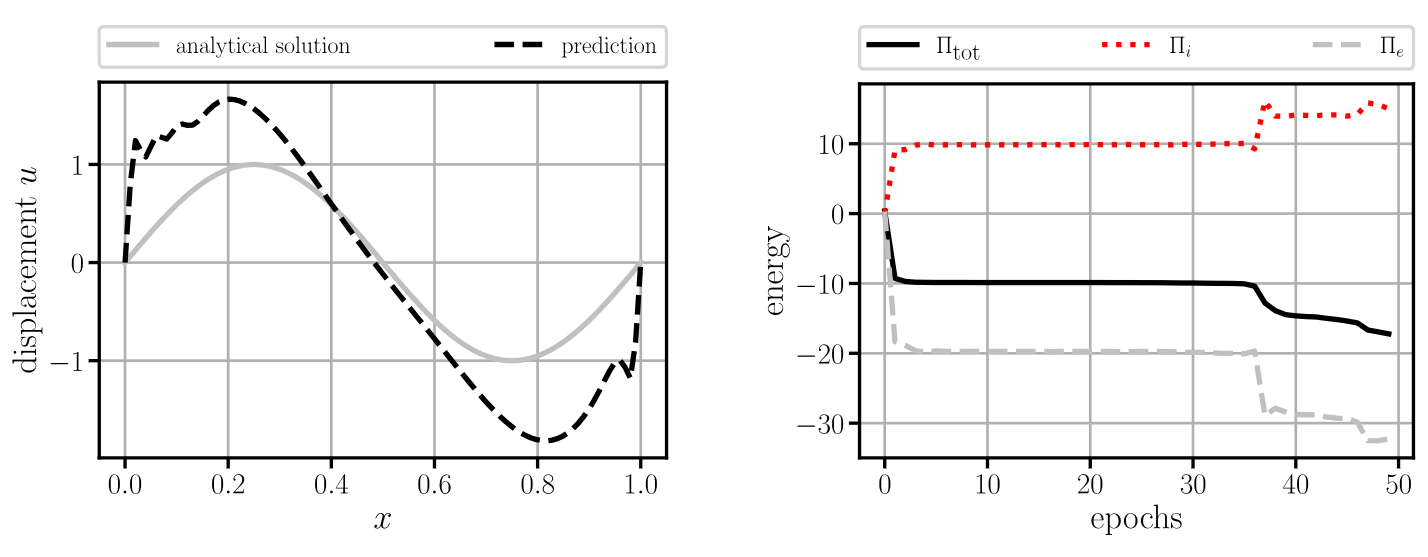 analytical solution prediction
displacement u
1
0
−1
0.0 0.2 0.4 0.6 0.8 1.0
x
Π_tot Π_i Π_e
energy
10
0
−10
−20
−30
0 10 20 30 40 50
epochs